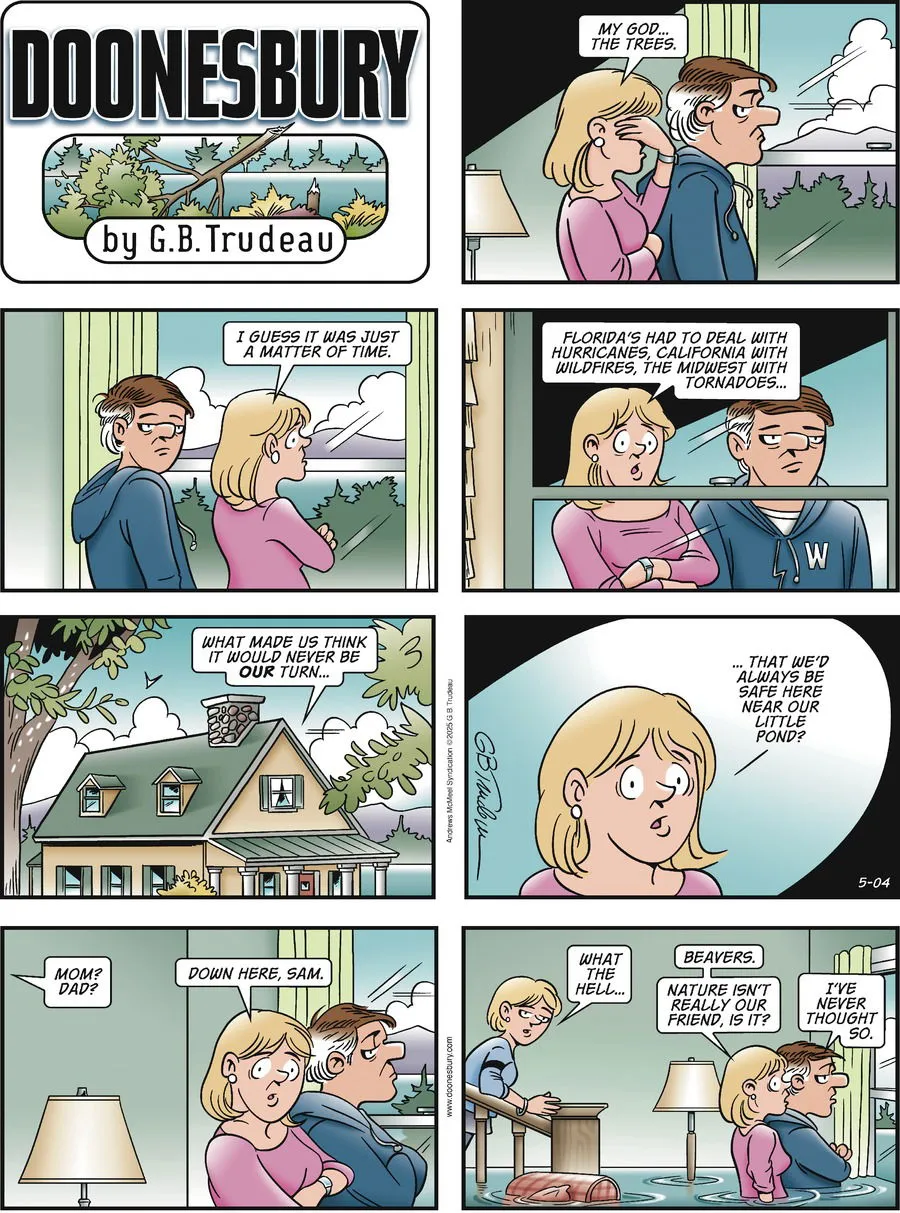 DOONESBURY
by G.B.Trudeau
MY GOD...
THE TREES.
I GUESS IT WAS JUST
A MATTER OF TIME.
FLORIDA'S HAD TO DEAL WITH
HURRICANES, CALIFORNIA WITH
WILDFIRES, THE MIDWEST WITH
TORNADOES...
W
WHAT MADE US THINK
IT WOULD NEVER BE
OUR TURN...
Andrews McMeel Syndication ©2025 G.B. Trudeau
... THAT WE'D
ALWAYS BE
SAFE HERE
NEAR OUR
LITTLE
POND?
GBTrudeau
5-04
MOM?
DAD?
DOWN HERE, SAM.
www.doonesbury.com
WHAT
THE
HELL...
BEAVERS.
NATURE ISN'T
REALLY OUR
FRIEND, IS IT?
I'VE
NEVER
THOUGHT
SO.